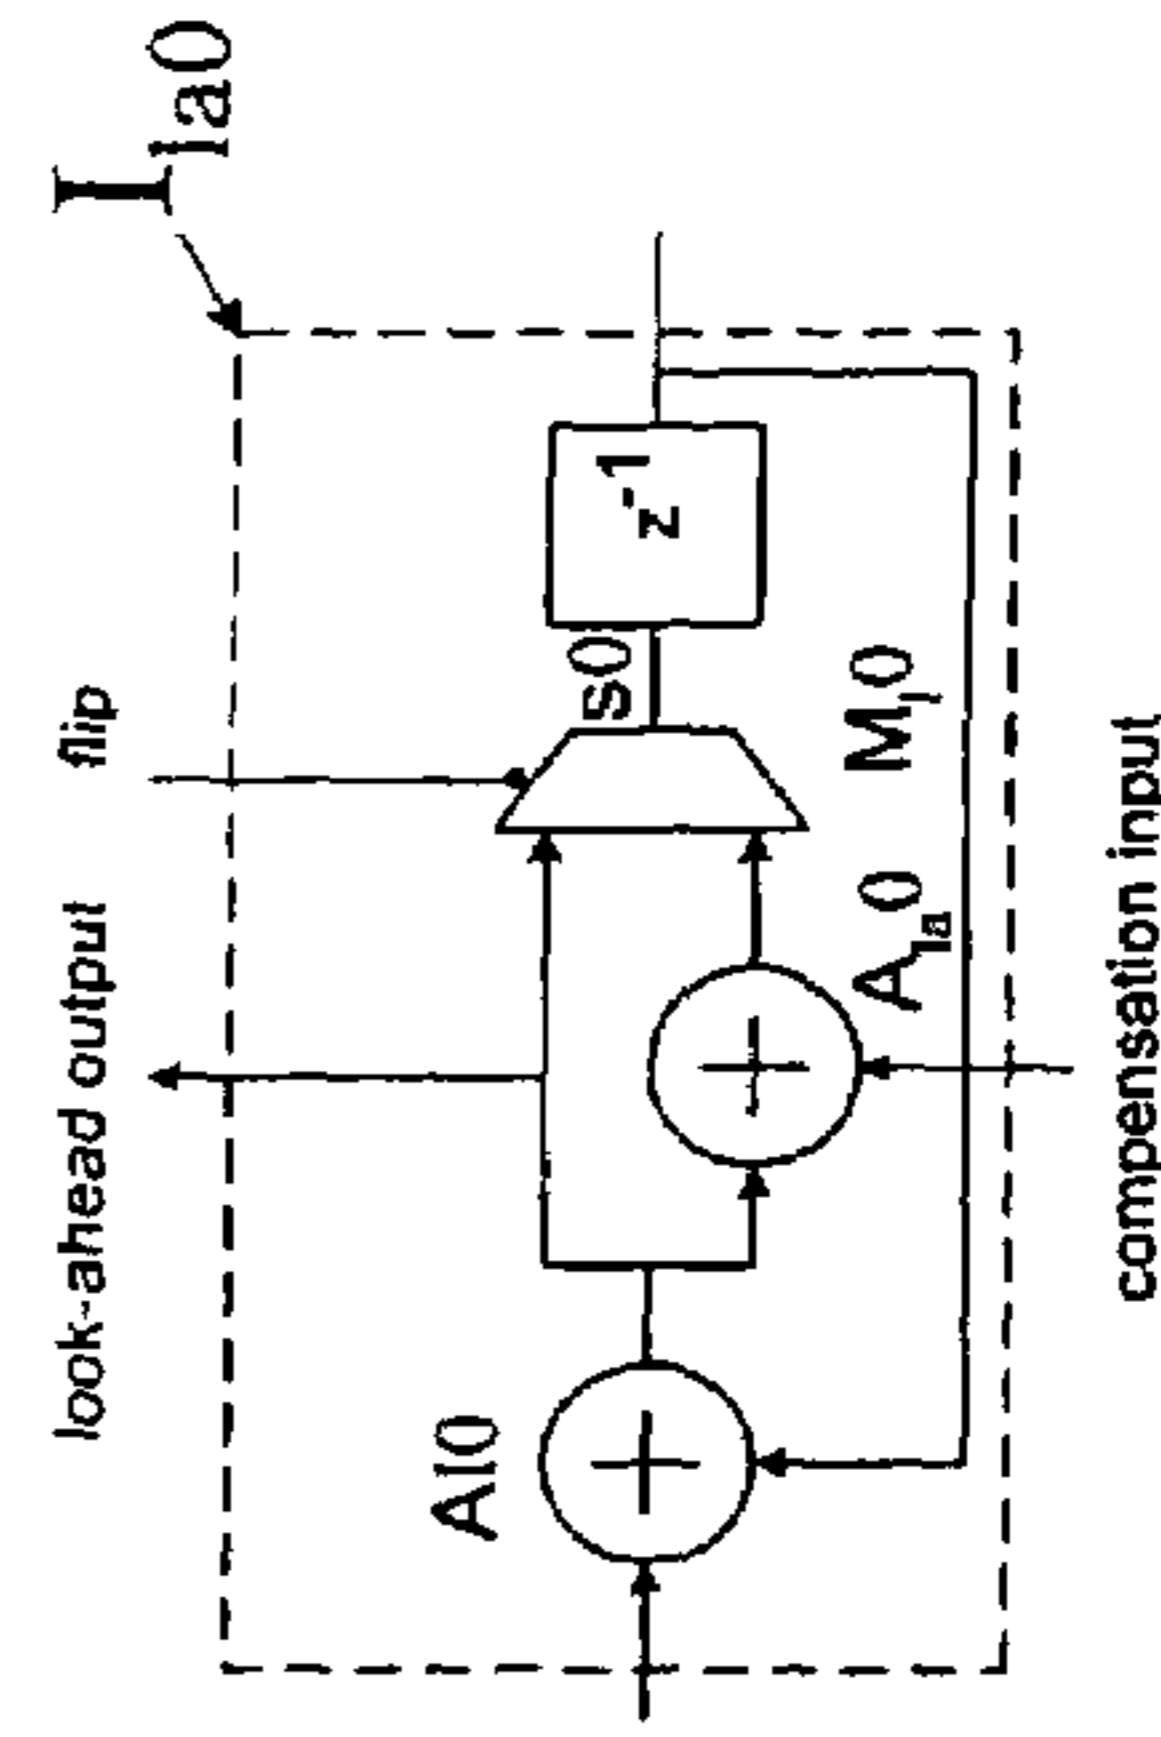 I_la0
look-ahead output
flip
AI0
s0
z^-1
A_la0
M_I0
compensation input